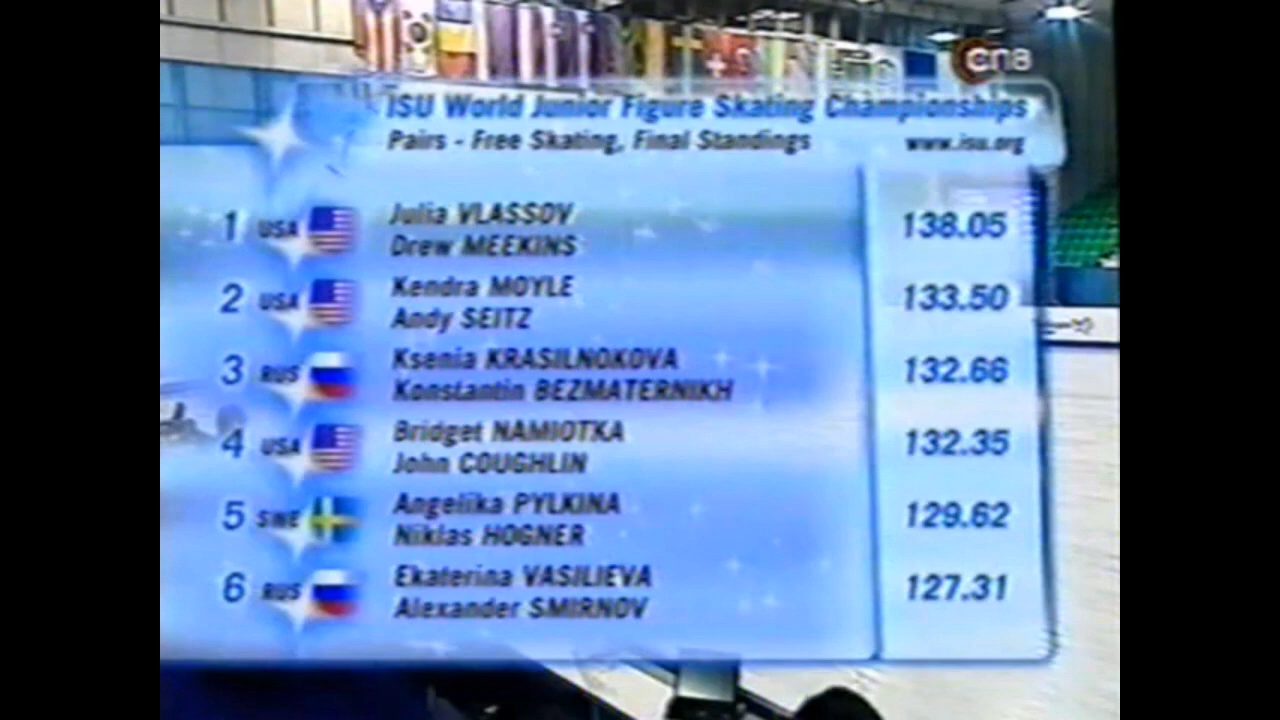 CN8
ISU World Junior Figure Skating Championships
Pairs - Free Skating, Final Standings www.isu.org
1 USA Julia VLASSOV 138.05
Drew MEEKINS
2 USA Kendra MOYLE 133.50
Andy SEITZ
3 RUS Ksenia KRASILNOKOVA 132.66
Konstantin BEZMATERNIKH
4 USA Bridget NAMIOTKA 132.35
John COUGHLIN
5 SWE Angelika PYLKINA 129.62
Niklas HOGNER
6 RUS Ekaterina VASILIEVA 127.31
Alexander SMIRNOV